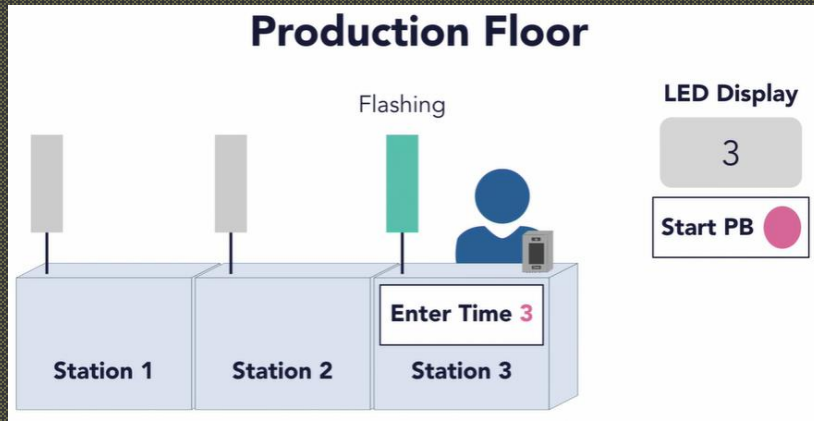 Production Floor
Flashing
LED Display
3
Start PB
Enter Time 3
Station 1
Station 2
Station 3